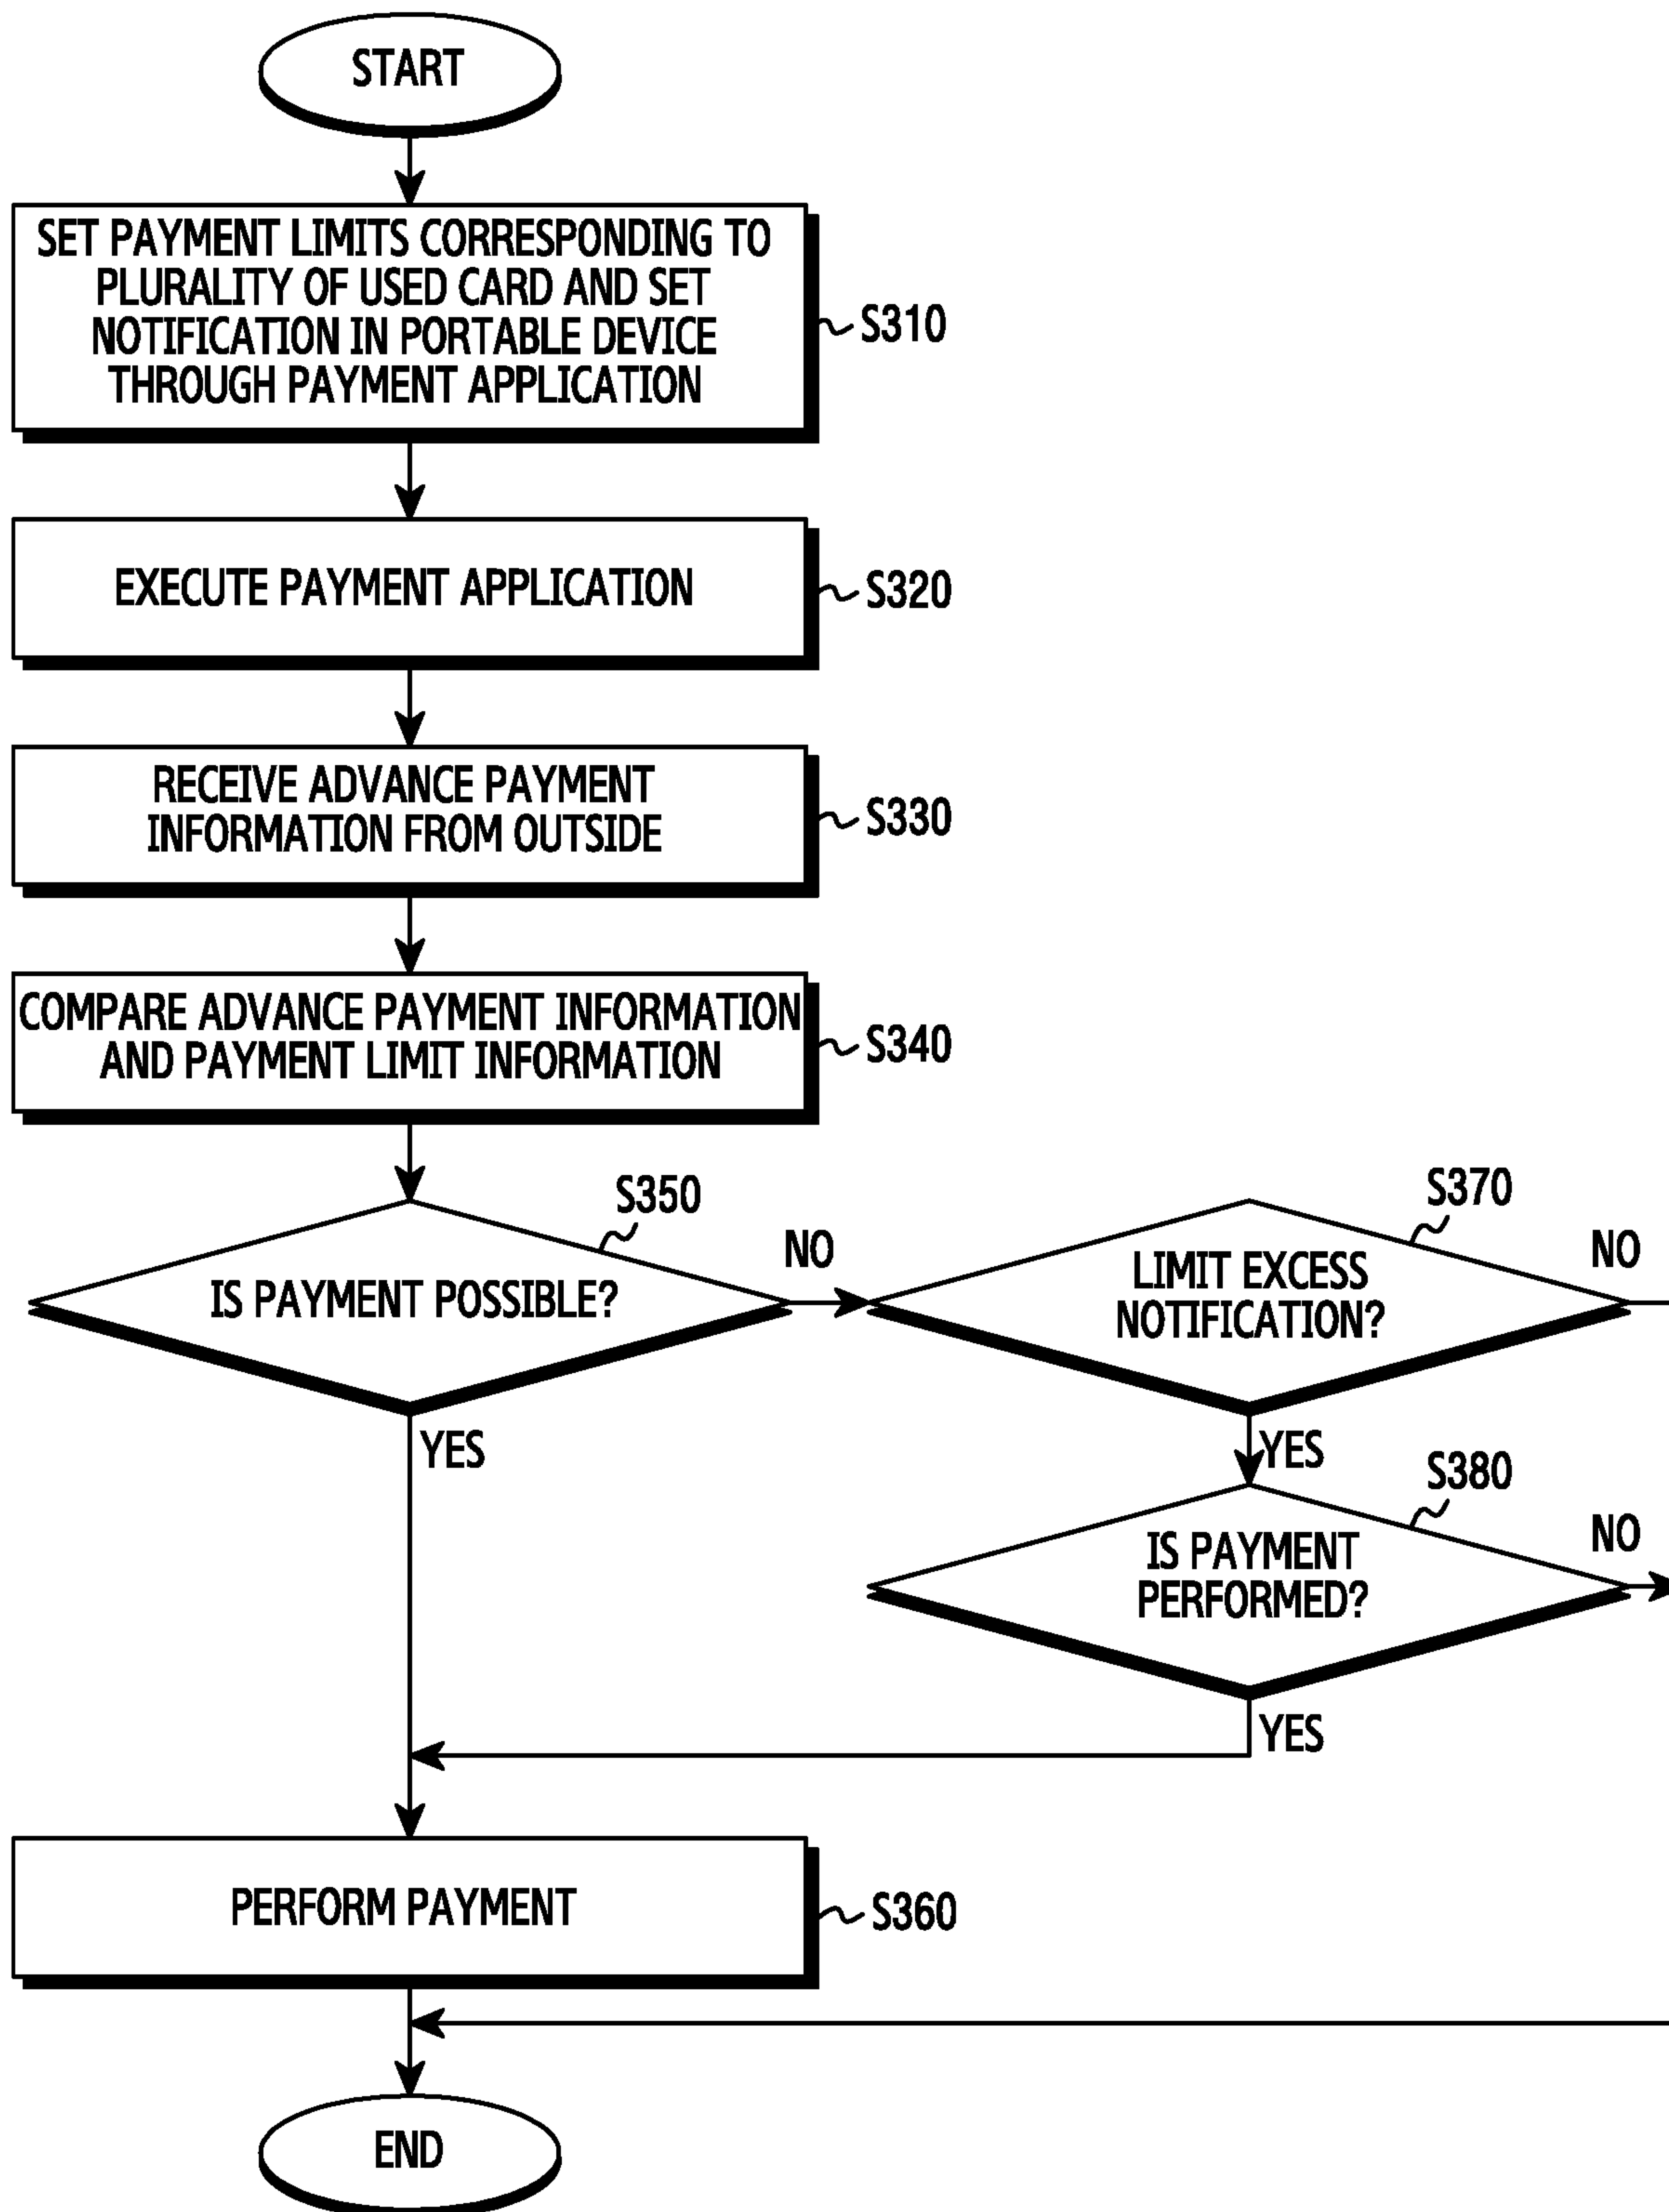 START
SET PAYMENT LIMITS CORRESPONDING TO
PLURALITY OF USED CARD AND SET
NOTIFICATION IN PORTABLE DEVICE
THROUGH PAYMENT APPLICATION
S310
EXECUTE PAYMENT APPLICATION
S320
RECEIVE ADVANCE PAYMENT
INFORMATION FROM OUTSIDE
S330
COMPARE ADVANCE PAYMENT INFORMATION
AND PAYMENT LIMIT INFORMATION
S340
S350
IS PAYMENT POSSIBLE?
NO
YES
S370
LIMIT EXCESS
NOTIFICATION?
NO
YES
S380
IS PAYMENT
PERFORMED?
NO
YES
PERFORM PAYMENT
S360
END